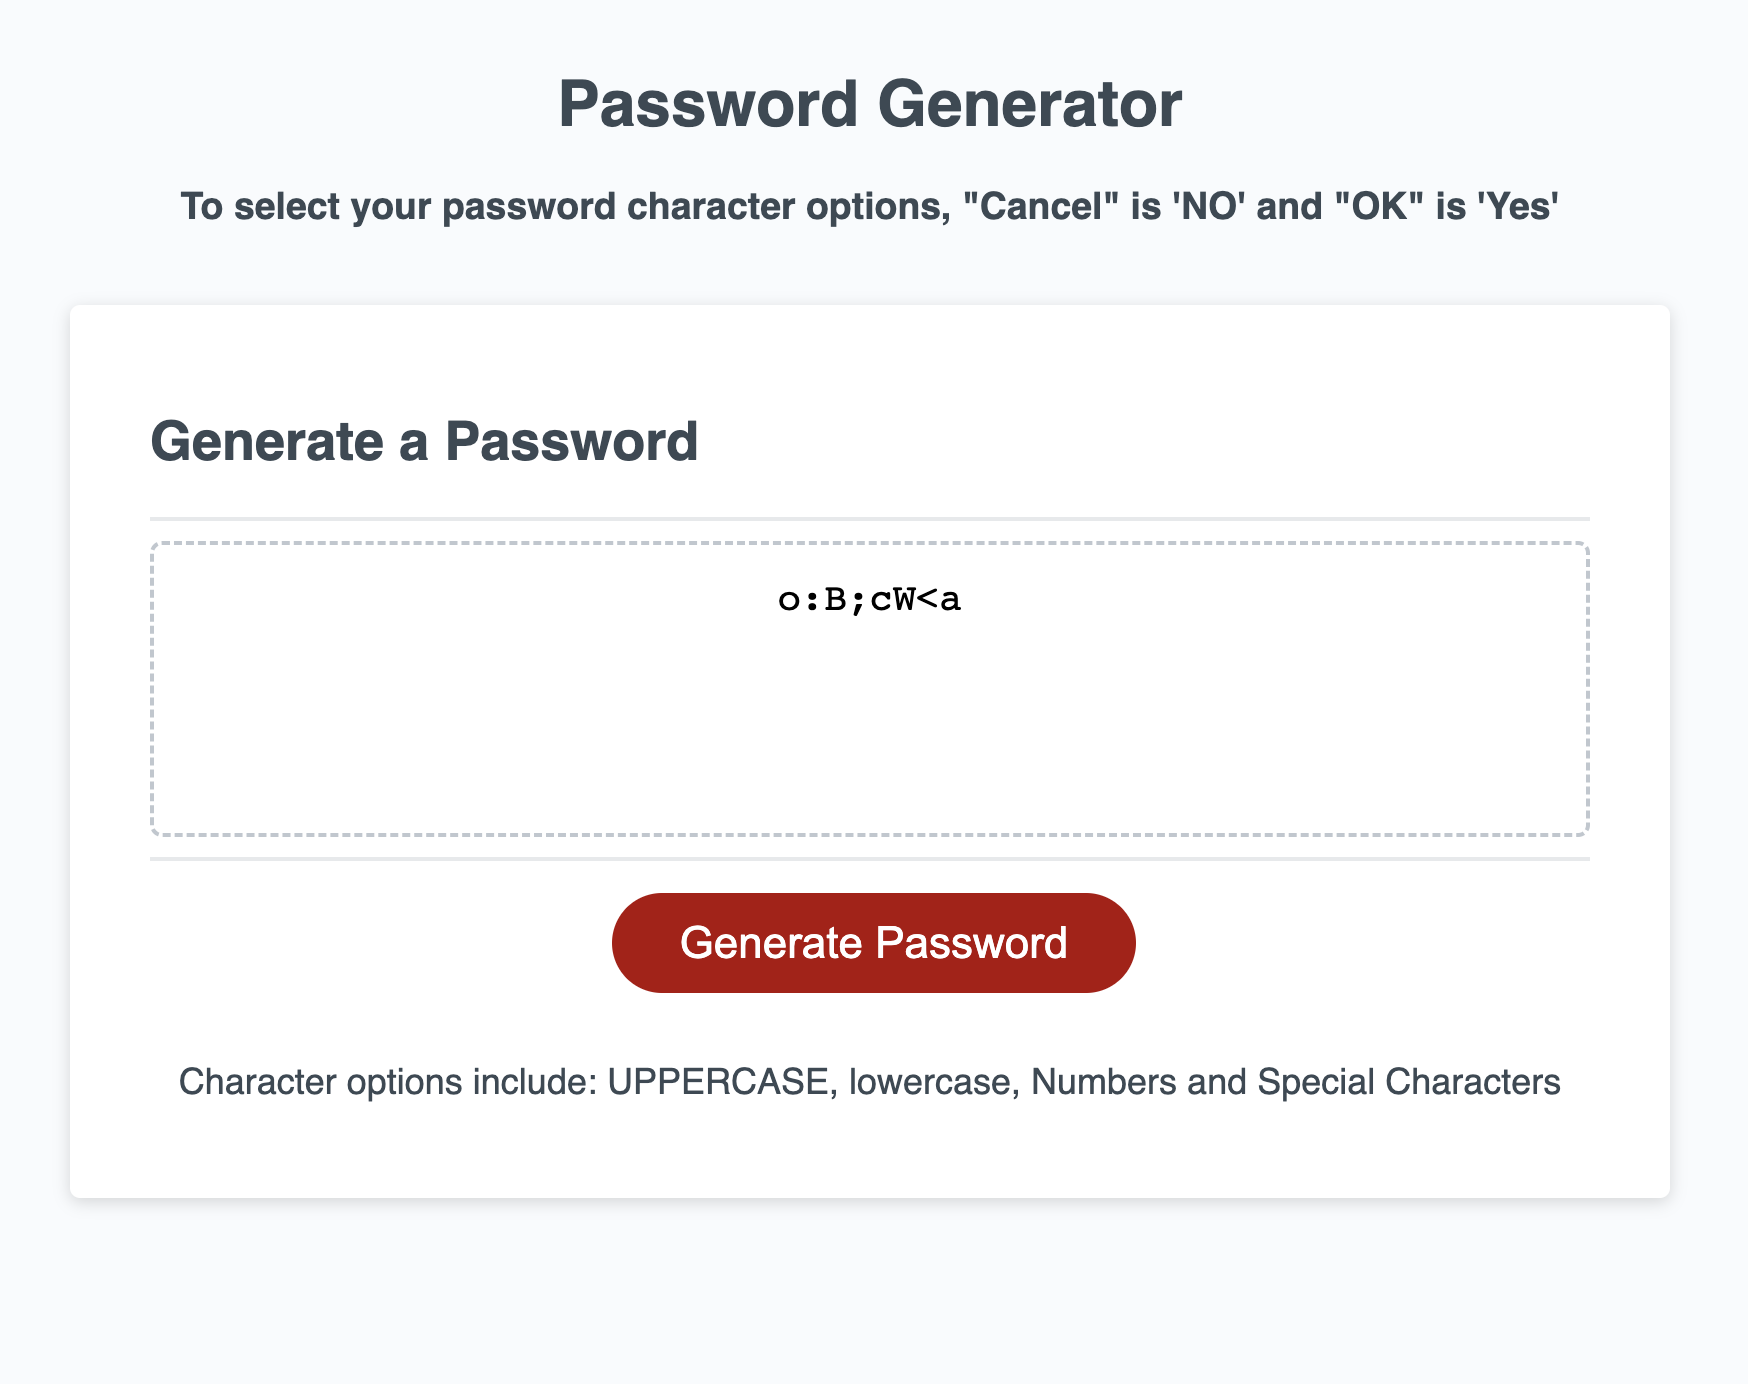 Password Generator
To select your password character options, "Cancel" is 'NO' and "OK" is 'Yes'
Generate a Password
o:B;cW<a
Generate Password
Character options include: UPPERCASE, lowercase, Numbers and Special Characters